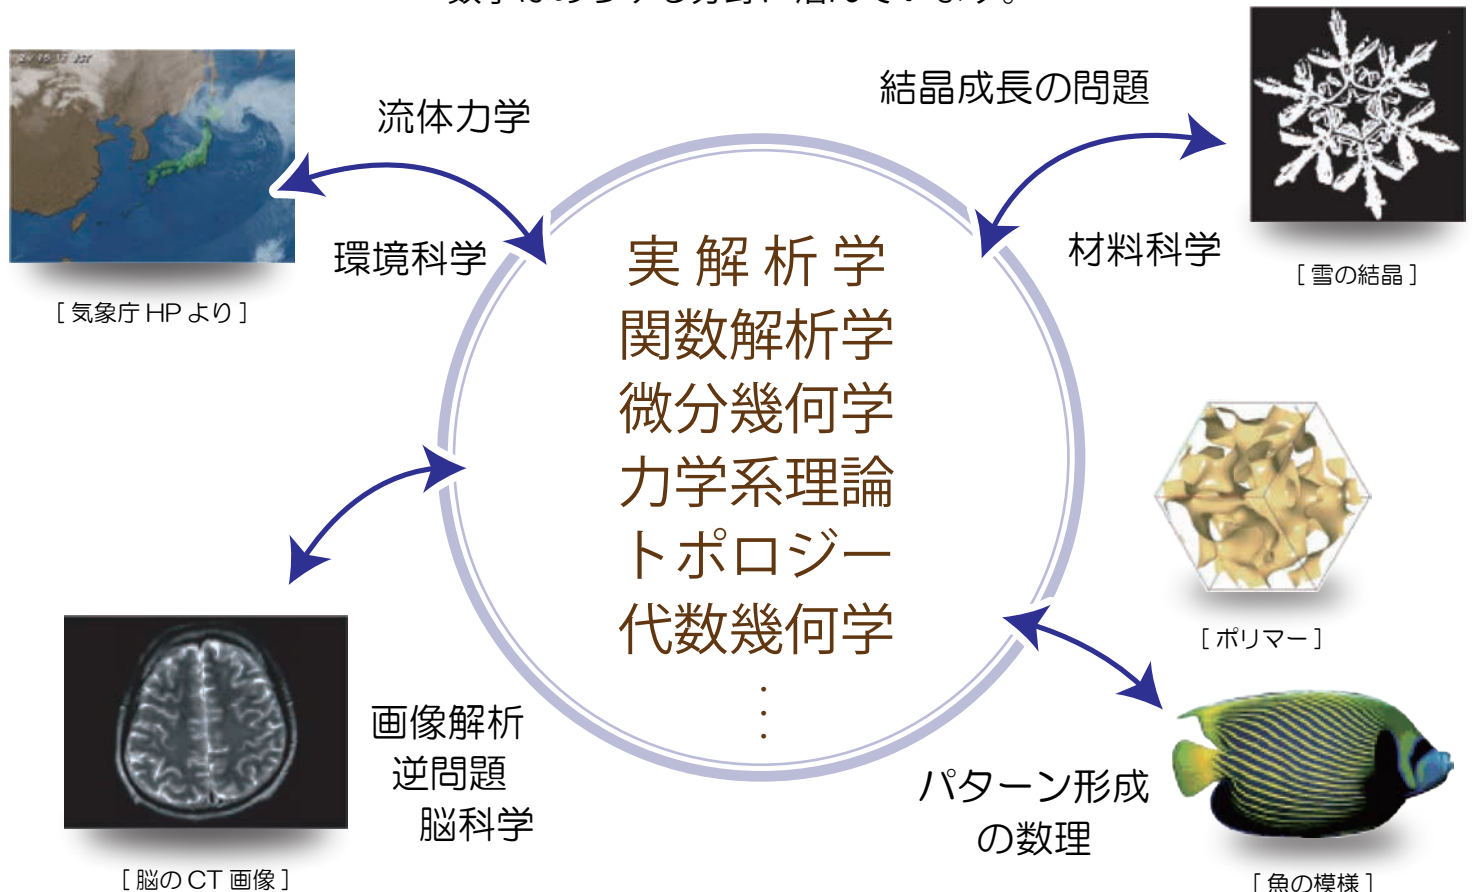 流体力学
結晶成長の問題
環境科学
材料科学
[ 気象庁 HP より ]
[ 雪の結晶 ]
実解析学
関数解析学
微分幾何学
力学系理論
トポロジー
代数幾何学
[ ポリマー ]
画像解析
逆問題
脳科学
パターン形成
の数理
[ 脳の CT 画像 ]
[ 魚の模様 ]